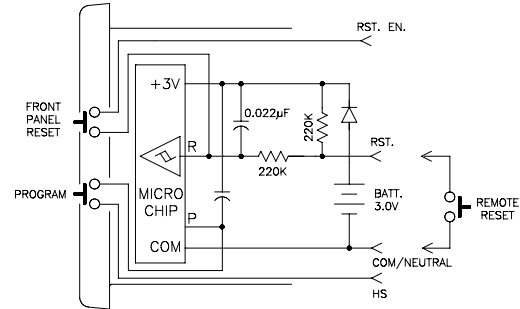 RST. EN.
+3V
FRONT
PANEL
RESET
0.022µF
220K
R
RST.
220K
PROGRAM
MICRO
CHIP
BATT.
3.0V
REMOTE
RESET
P
COM
COM/NEUTRAL
HS